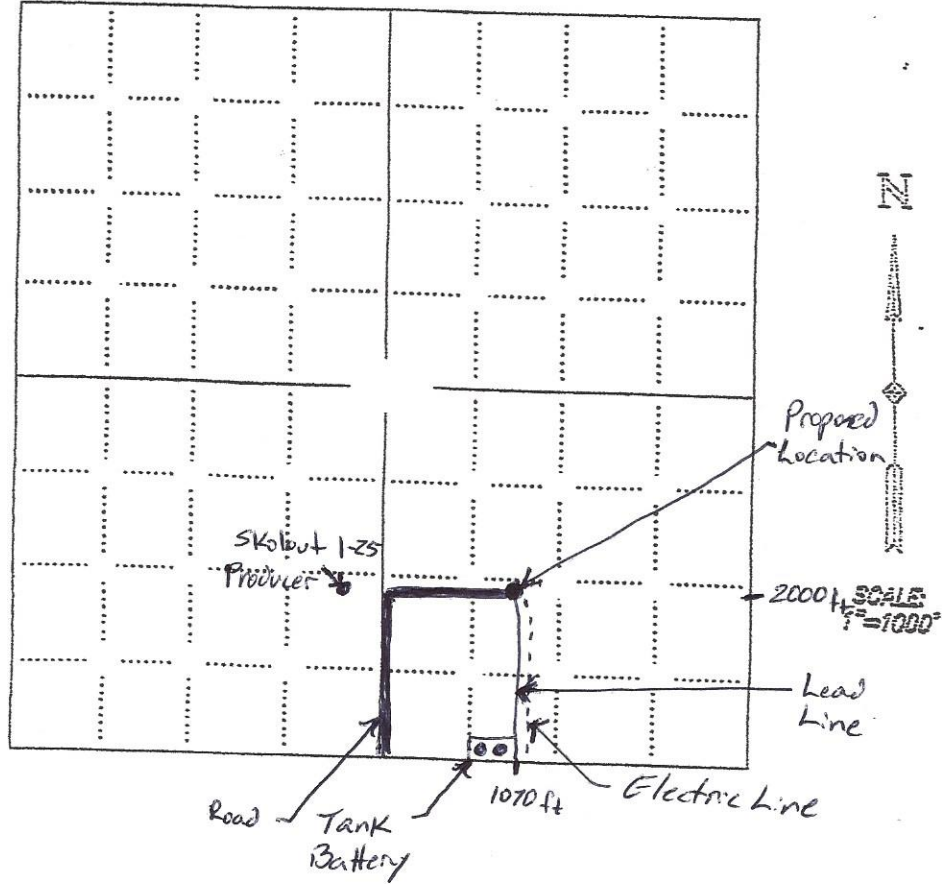 N
Proposed
Location
Skolout 1-25
Producer
2000 ft
SCALE
1"=1000'
Lead
Line
1070 ft
Electric Line
Road
Tank
Battery